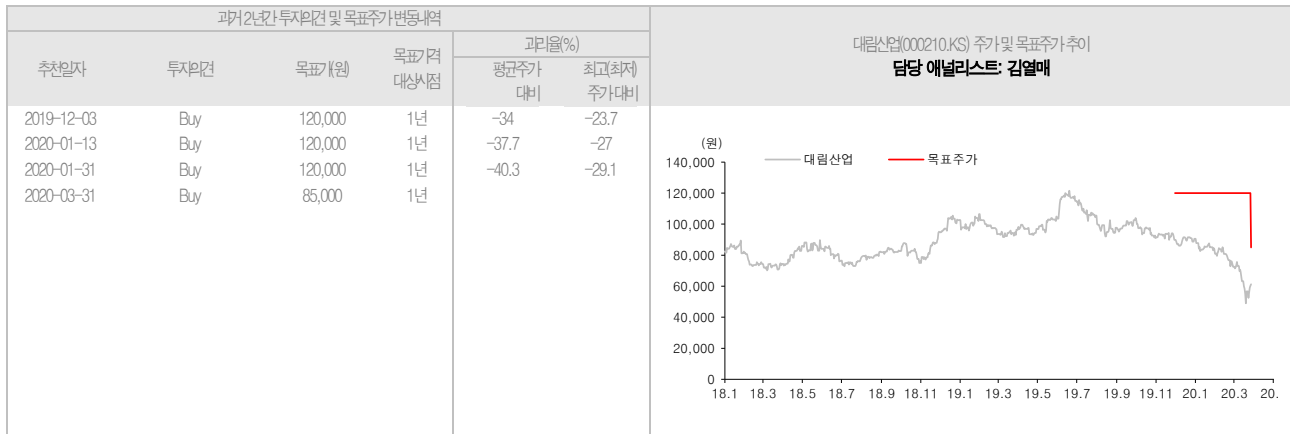 과거 2년간 투자의견 및 목표주가 변동내역
추천일자 투자의견 목표가(원) 목표가격 대상시점 괴리율(%)
평균주가 대비 최고(최저) 주가 대비
2019-12-03 Buy 120,000 1년 -34 -23.7
2020-01-13 Buy 120,000 1년 -37.7 -27
2020-01-31 Buy 120,000 1년 -40.3 -29.1
2020-03-31 Buy 85,000 1년
대림산업(000210.KS) 주가 및 목표주가 추이
담당 애널리스트: 김열매
(원)
대림산업 목표주가
140,000
120,000
100,000
80,000
60,000
40,000
20,000
0
18.1 18.3 18.5 18.7 18.9 18.11 19.1 19.3 19.5 19.7 19.9 19.11 20.1 20.3 20.